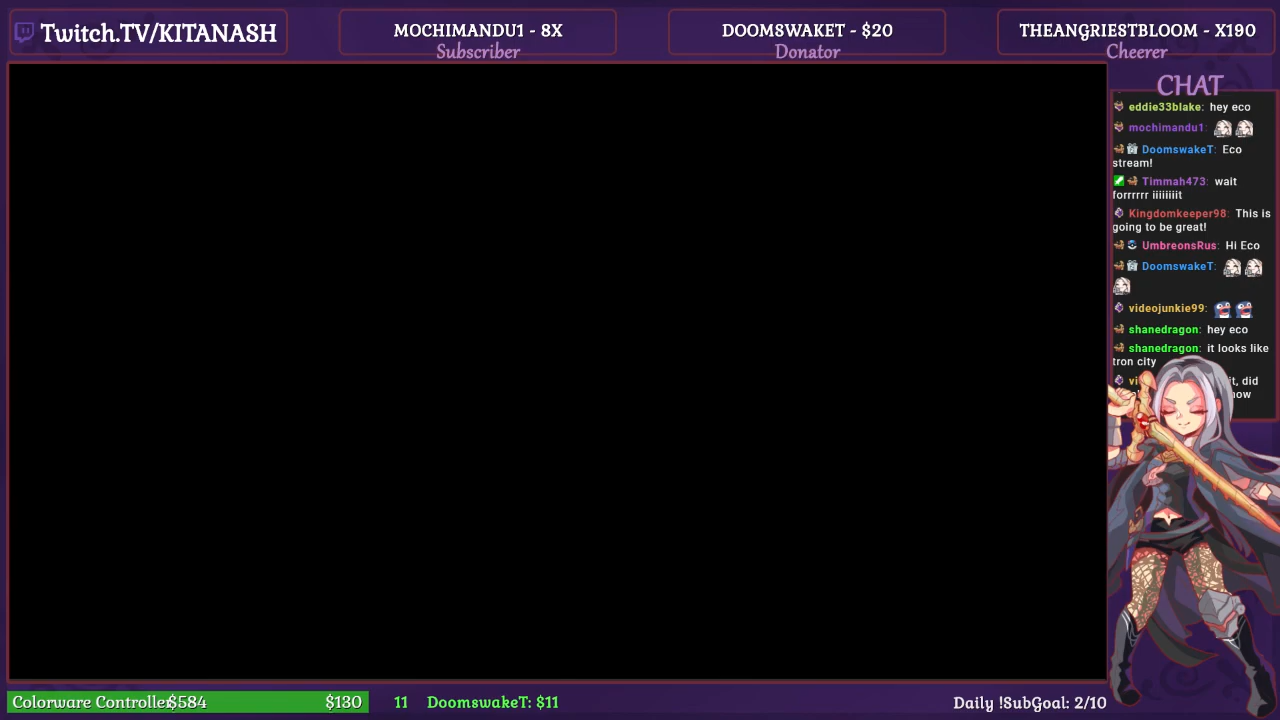 Twitch.TV/KITANASH
MOCHIMANDU1 - 8X
Subscriber
DOOMSWAKET - $20
Donator
THEANGRIESTBLOOM - X190
Cheerer
CHAT
eddie33blake: hey eco
mochimandu1:
DoomswakeT: Eco
stream!
Timmah473: wait
forrrrrr iiiiiiiit
Kingdomkeeper98: This is
going to be great!
UmbreonsRus: Hi Eco
DoomswakeT:
videojunkie99:
shanedragon: hey eco
shanedragon: it looks like
tron city
did
Colorware Controller $584
$130
11 DoomswakeT: $11
Daily !SubGoal: 2/10